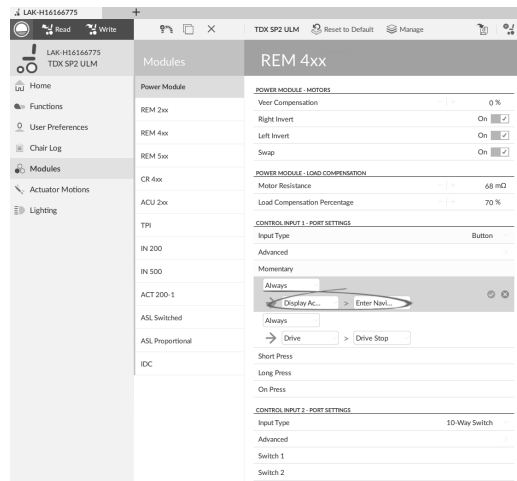 LAK-H16166775
Read
Write
TDX SP2 ULM
Reset to Default
Manage
LAK-H16166775
TDX SP2 ULM
Home
Functions
User Preferences
Chair Log
Modules
Actuator Motions
Lighting
Modules
Power Module
REM 2xx
REM 4xx
REM 5xx
CR 4xx
ACU 2xx
TPI
IN 200
IN 500
ACT 200-1
ASL Switched
ASL Proportional
IDC
REM 4xx
POWER MODULE - MOTORS
Veer Compensation 0 %
Right Invert On
Left Invert On
Swap On
POWER MODULE - LOAD COMPENSATION
Motor Resistance 68 mΩ
Load Compensation Percentage 70 %
CONTROL INPUT 1 - PORT SETTINGS
Input Type Button
Advanced
Momentary
Always
Display Ac... > Enter Navi...
Always
Drive > Drive Stop
Short Press
Long Press
On Press
CONTROL INPUT 2 - PORT SETTINGS
Input Type 10-Way Switch
Advanced
Switch 1
Switch 2